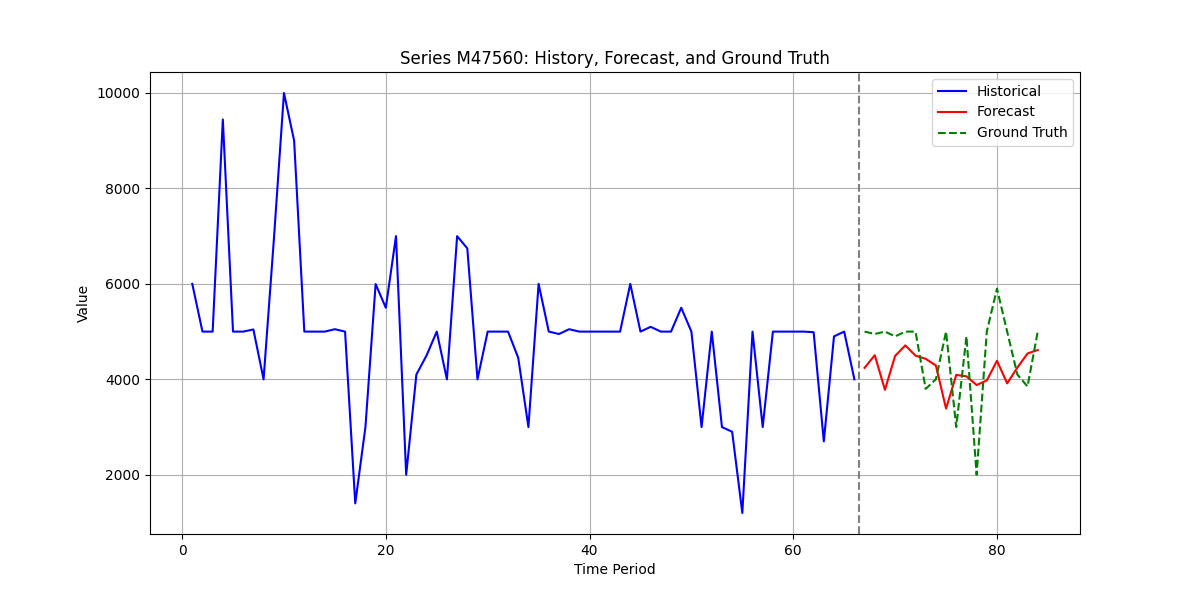 Series M47560: History, Forecast, and Ground Truth
Historical
Forecast
Ground Truth
Value
10000
8000
6000
4000
2000
0
20
40
60
80
Time Period